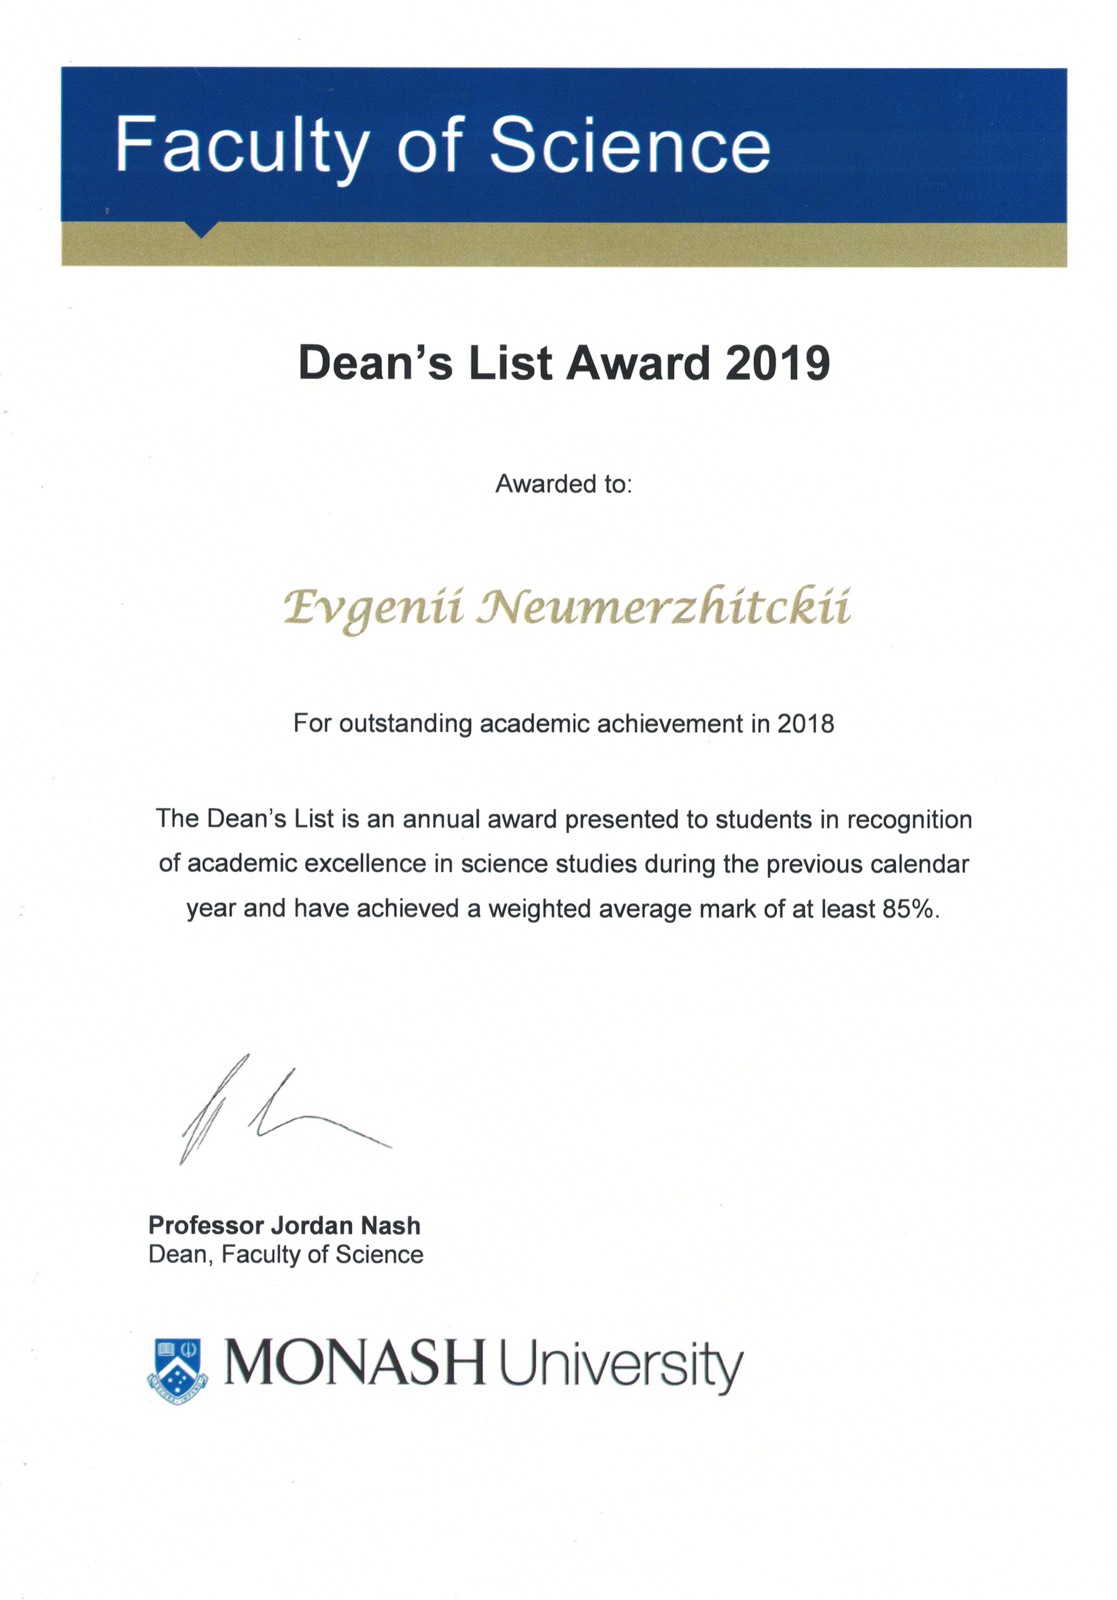 Faculty of Science
Dean’s List Award 2019
Awarded to:
Evgenii Neumerzhitckii
For outstanding academic achievement in 2018
The Dean’s List is an annual award presented to students in recognition
of academic excellence in science studies during the previous calendar
year and have achieved a weighted average mark of at least 85%.
Professor Jordan Nash
Dean, Faculty of Science
MONASH University